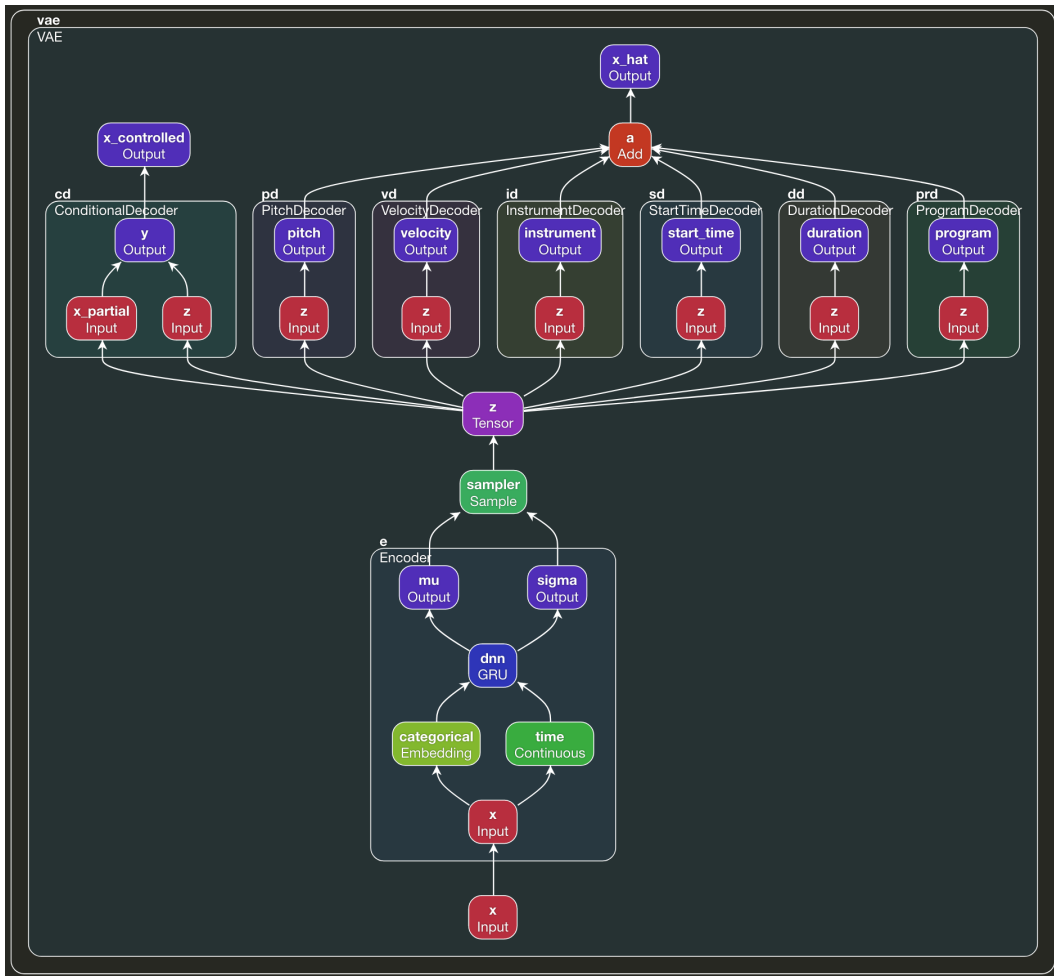 vae
VAE
x_hat
Output
a
Add
x_controlled
Output
cd
ConditionalDecoder
y
Output
x_partial
Input
z
Input
pd
PitchDecoder
pitch
Output
z
Input
vd
VelocityDecoder
velocity
Output
z
Input
id
InstrumentDecoder
instrument
Output
z
Input
sd
StartTimeDecoder
start_time
Output
z
Input
dd
DurationDecoder
duration
Output
z
Input
prd
ProgramDecoder
program
Output
z
Input
z
Tensor
sampler
Sample
e
Encoder
mu
Output
sigma
Output
dnn
GRU
categorical
Embedding
time
Continuous
x
Input
x
Input